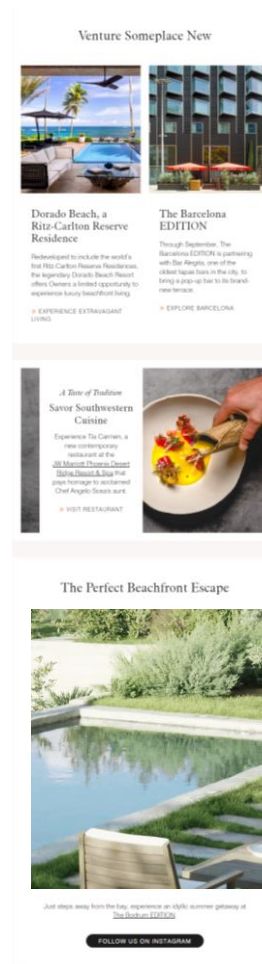 Venture Someplace New
Dorado Beach, a
Ritz-Carlton Reserve
Residence
Redeveloped to include the world's
first Ritz-Carlton Reserve Residences,
the legendary Dorado Beach Resort
offers Owners a limited opportunity to
experience luxury beachfront living.
> EXPERIENCE EXTRAVAGANT
LIVING
The Barcelona
EDITION
Through September, The
Barcelona EDITION is partnering
with Bar Alegria, one of the
oldest tapas bars in the city, to
bring a pop-up bar to its brand-
new terrace.
> EXPLORE BARCELONA
A Taste of Tradition
Savor Southwestern
Cuisine
Experience Tia Carmen, a
new contemporary
restaurant at the
JW Marriott Phoenix Desert
Ridge Resort & Spa that
pays homage to acclaimed
Chef Angelo Sosa's aunt.
> VISIT RESTAURANT
The Perfect Beachfront Escape
Just steps away from the bay, experience an idyllic summer getaway at
The Bodrum EDITION.
FOLLOW US ON INSTAGRAM